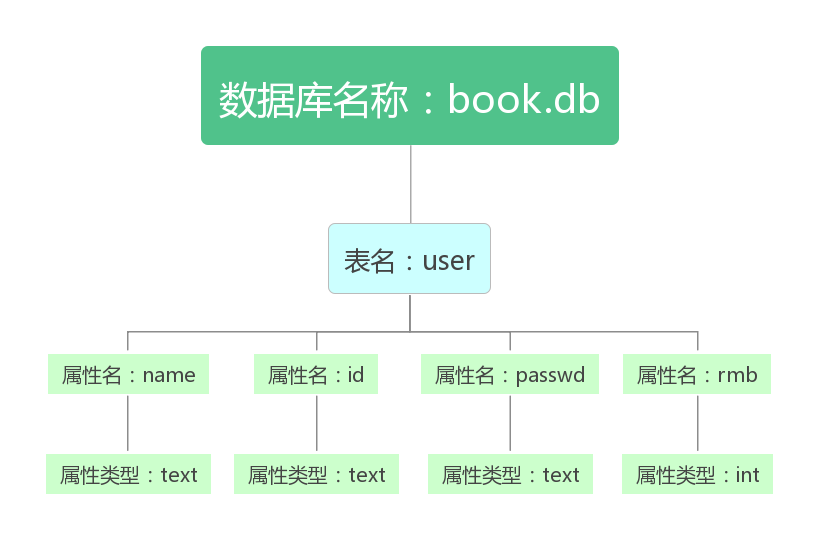 数据库名称：book.db
表名：user
属性名：name
属性名：id
属性名：passwd
属性名：rmb
属性类型：text
属性类型：text
属性类型：text
属性类型：int